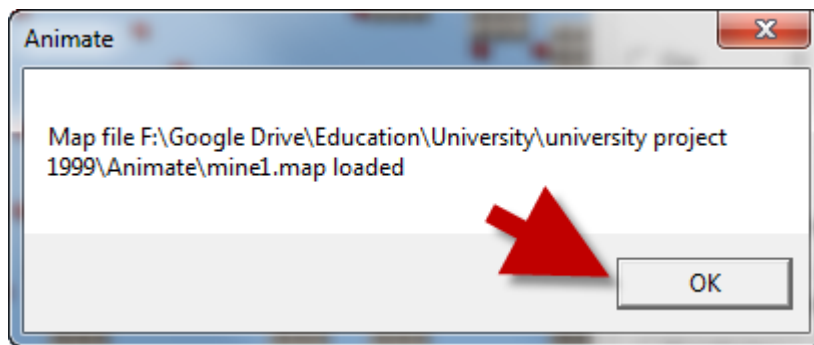 Animate
Map file F:\Google Drive\Education\University\university project
1999\Animate\mine1.map loaded
OK